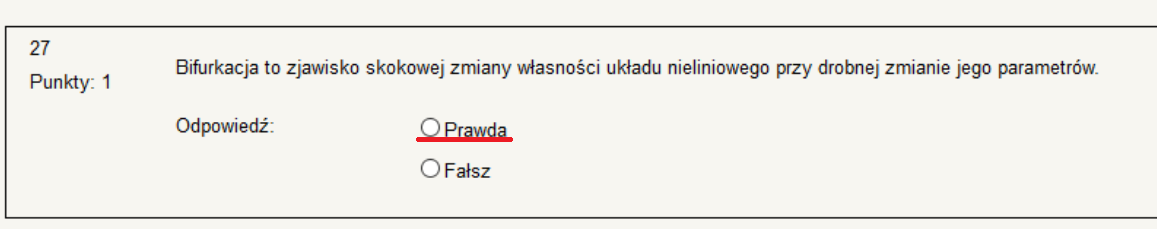 27
Punkty: 1
Bifurkacja to zjawisko skokowej zmiany własności układu nieliniowego przy drobnej zmianie jego parametrów.
Odpowiedź:
Prawda
Fałsz